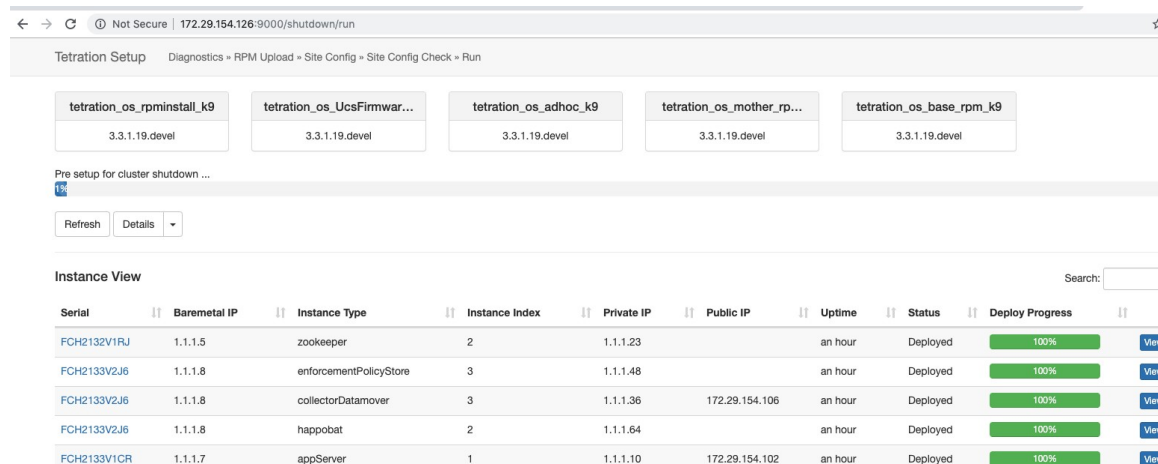 Not Secure | 172.29.154.126:9000/shutdown/run
Tetration Setup Diagnostics » RPM Upload » Site Config » Site Config Check » Run
tetration_os_rpminstall_k9 tetration_os_UcsFirmwar... tetration_os_adhoc_k9 tetration_os_mother_rp... tetration_os_base_rpm_k9
3.3.1.19.devel 3.3.1.19.devel 3.3.1.19.devel 3.3.1.19.devel 3.3.1.19.devel
Pre setup for cluster shutdown ...
1%
Refresh Details
Instance View Search:
Serial Baremetal IP Instance Type Instance Index Private IP Public IP Uptime Status Deploy Progress
FCH2132V1RJ 1.1.1.5 zookeeper 2 1.1.1.23 an hour Deployed 100% View
FCH2133V2J6 1.1.1.8 enforcementPolicyStore 3 1.1.1.48 an hour Deployed 100% View
FCH2133V2J6 1.1.1.8 collectorDatamover 3 1.1.1.36 172.29.154.106 an hour Deployed 100% View
FCH2133V2J6 1.1.1.8 happobat 2 1.1.1.64 an hour Deployed 100% View
FCH2133V1CR 1.1.1.7 appServer 1 1.1.1.10 172.29.154.102 an hour Deployed 100% View